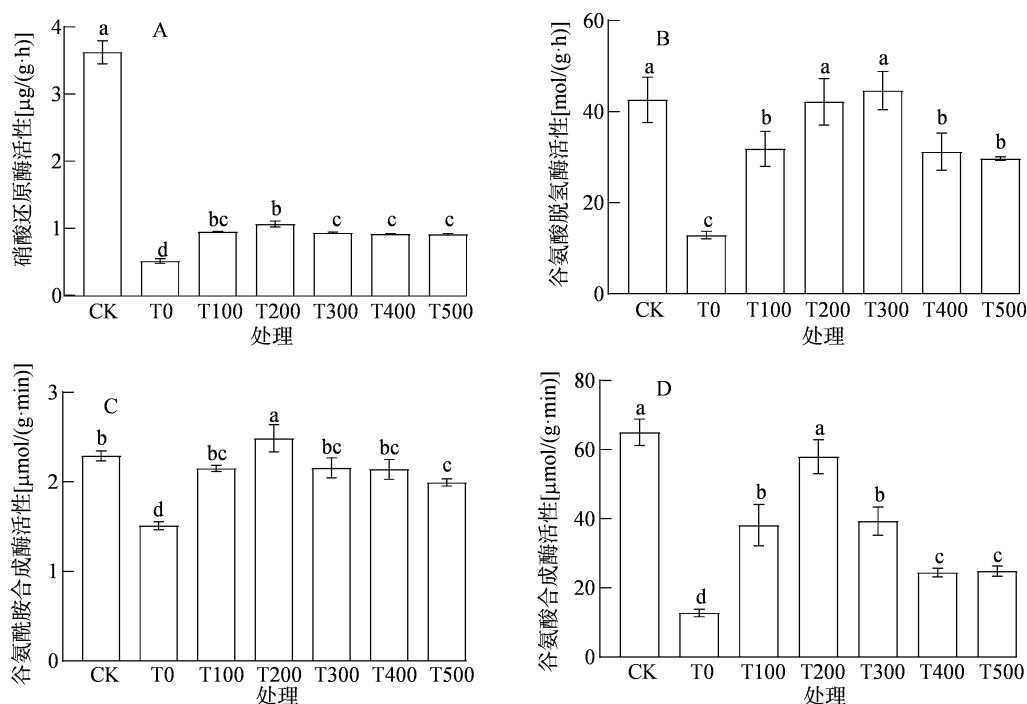 硝酸还原酶活性[μg/(g·h)]
A
4
3
2
1
0
a
d
bc
b
c
c
c
CK T0 T100 T200 T300 T400 T500
处理
谷氨酸脱氢酶活性[mol/(g·h)]
B
60
40
20
0
a
c
b
a
a
b
b
CK T0 T100 T200 T300 T400 T500
处理
谷氨酰胺合成酶活性[μmol/(g·min)]
C
3
2
1
0
b
d
bc
a
bc
bc
c
CK T0 T100 T200 T300 T400 T500
处理
谷氨酸合成酶活性[μmol/(g·min)]
D
80
60
40
20
0
a
d
b
a
b
c
c
CK T0 T100 T200 T300 T400 T500
处理